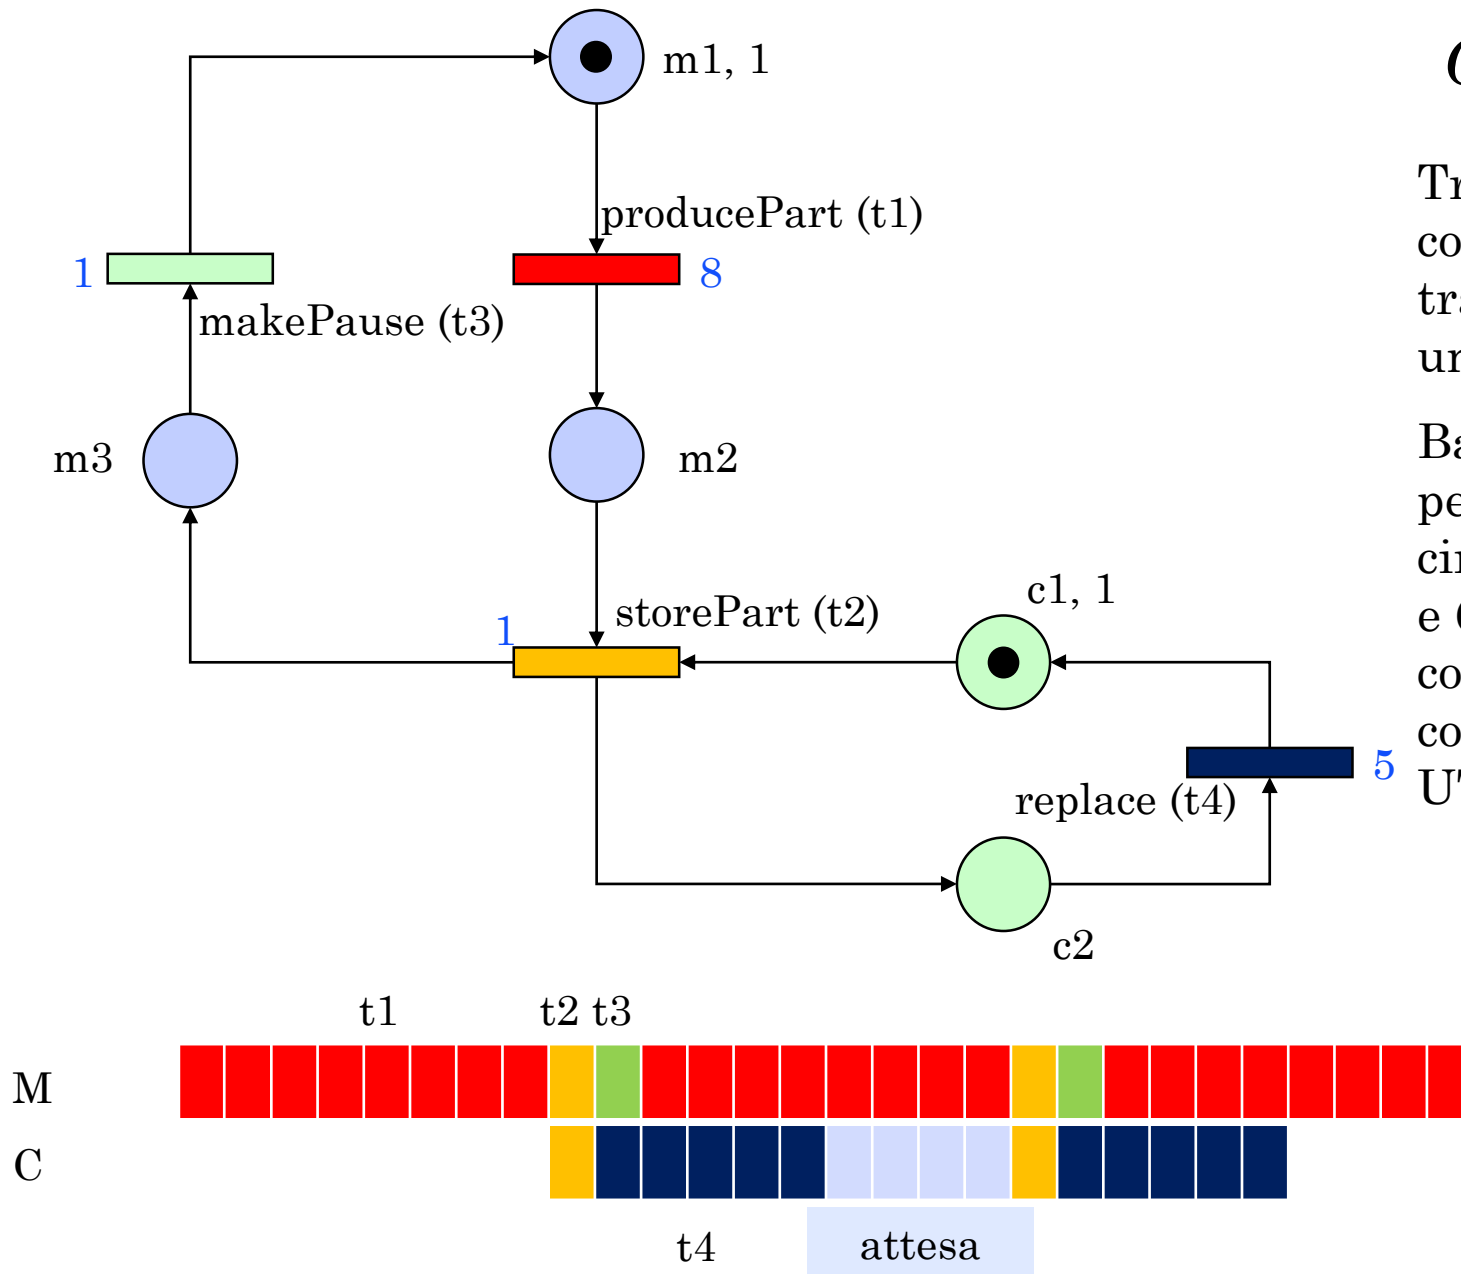 m1, 1
producePart (t1)
1
8
makePause (t3)
m3
m2
c1, 1
storePart (t2)
1
5
replace (t4)
c2
t1
t2 t3
M
C
t4
attesa